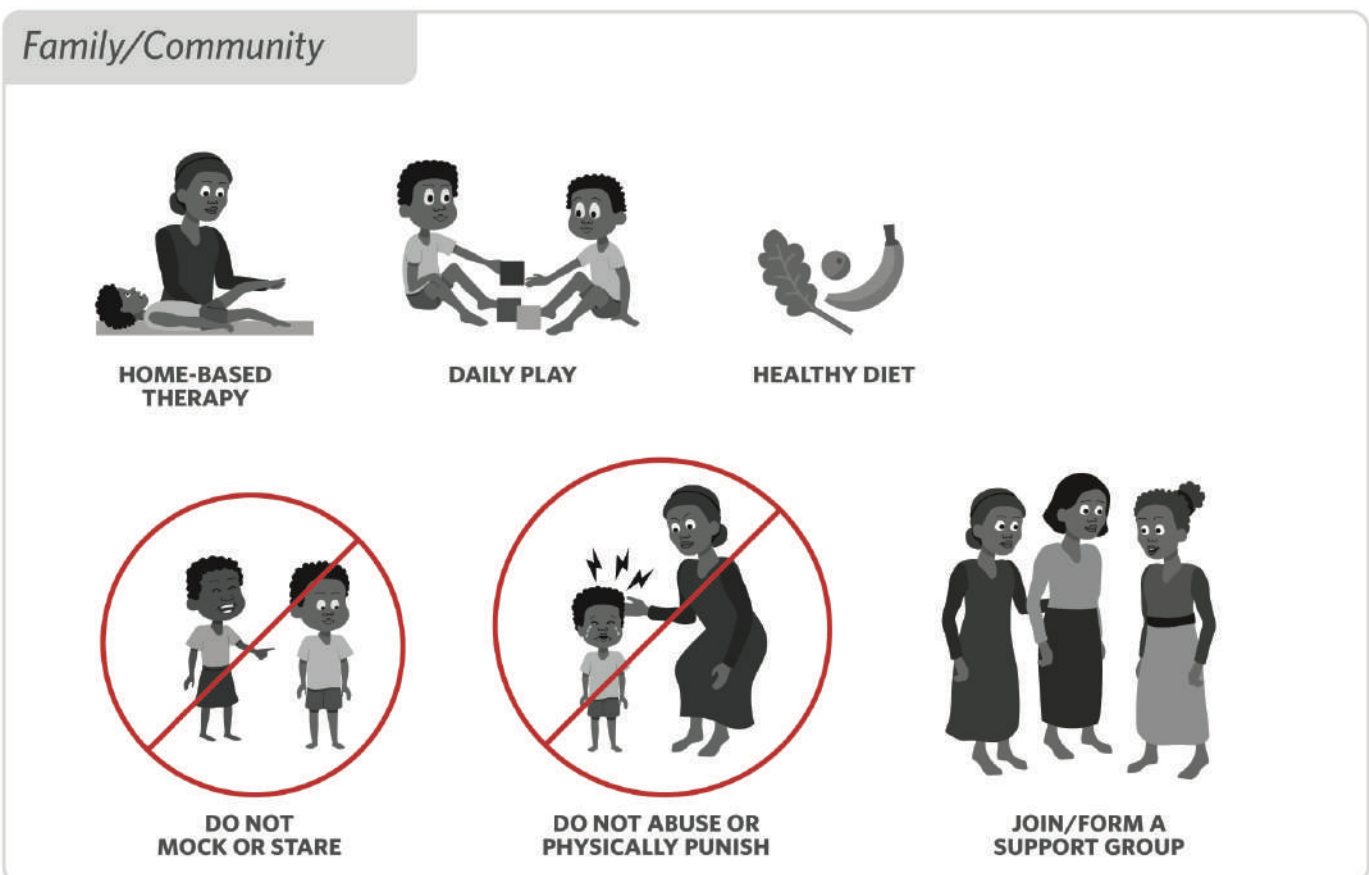 Family/Community
HOME-BASED
THERAPY
DAILY PLAY
HEALTHY DIET
DO NOT
MOCK OR STARE
DO NOT ABUSE OR
PHYSICALLY PUNISH
JOIN/FORM A
SUPPORT GROUP